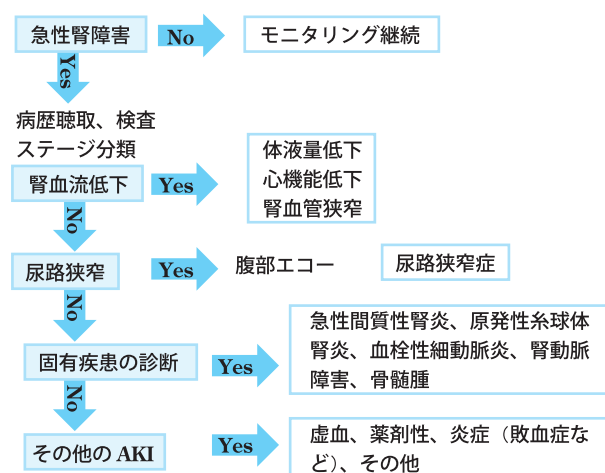 急性腎障害
No
モニタリング継続
Yes
病歴聴取、検査
ステージ分類
腎血流低下
Yes
体液量低下
心機能低下
腎血管狭窄
No
尿路狭窄
Yes
腹部エコー
尿路狭窄症
No
固有疾患の診断
Yes
急性間質性腎炎、原発性糸球体
腎炎、血栓性細動脈炎、腎動脈
障害、骨髄腫
No
その他の AKI
Yes
虚血、薬剤性、炎症（敗血症な
ど）、その他